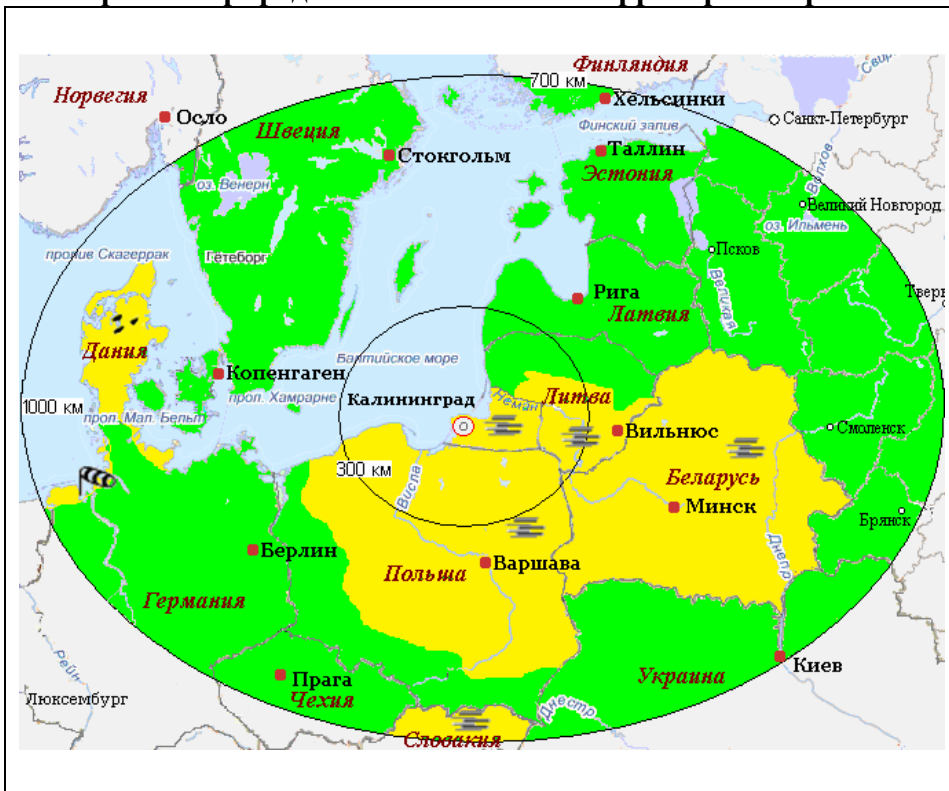 700 км
Финляндия
Норвегия
Хельсинки
Осло
Швеция
Санкт-Петербург
Финский залив
Стокгольм
Таллин
Эстония
Волхов
оз. Венерн
Великий Новгород
оз. Ильмень
пролив Скагеррак
Гетеборг
Псков
Великая
Рига
Латвия
Дания
Балтийское море
Копенгаген
прол. Хамрарне
Калининград
Неман
Литва
1000 км
прол. Мал. Бельт
Вильнюс
Смоленск
300 км
Висла
Беларусь
Минск
Брянск
Днепр
Берлин
Польша
Варшава
Германия
Рейн
Прага
Чехия
Украина
Киев
Люксембург
Днестр
Словакия